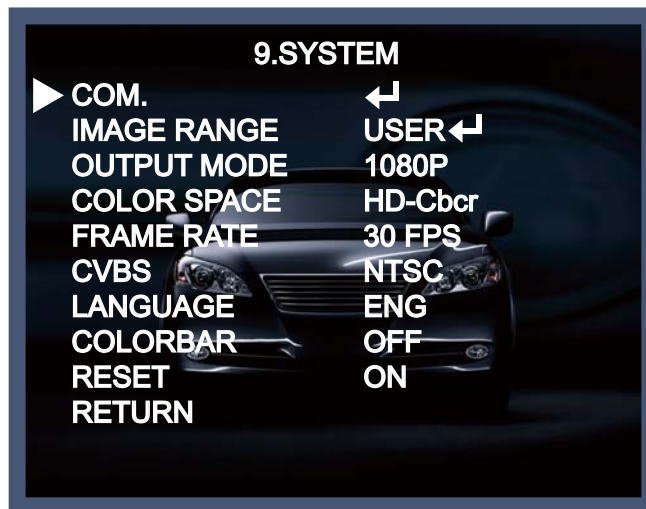 9.SYSTEM
COM. ↵
IMAGE RANGE USER↵
OUTPUT MODE 1080P
COLOR SPACE HD-Cbcr
FRAME RATE 30 FPS
CVBS NTSC
LANGUAGE ENG
COLORBAR OFF
RESET ON
RETURN